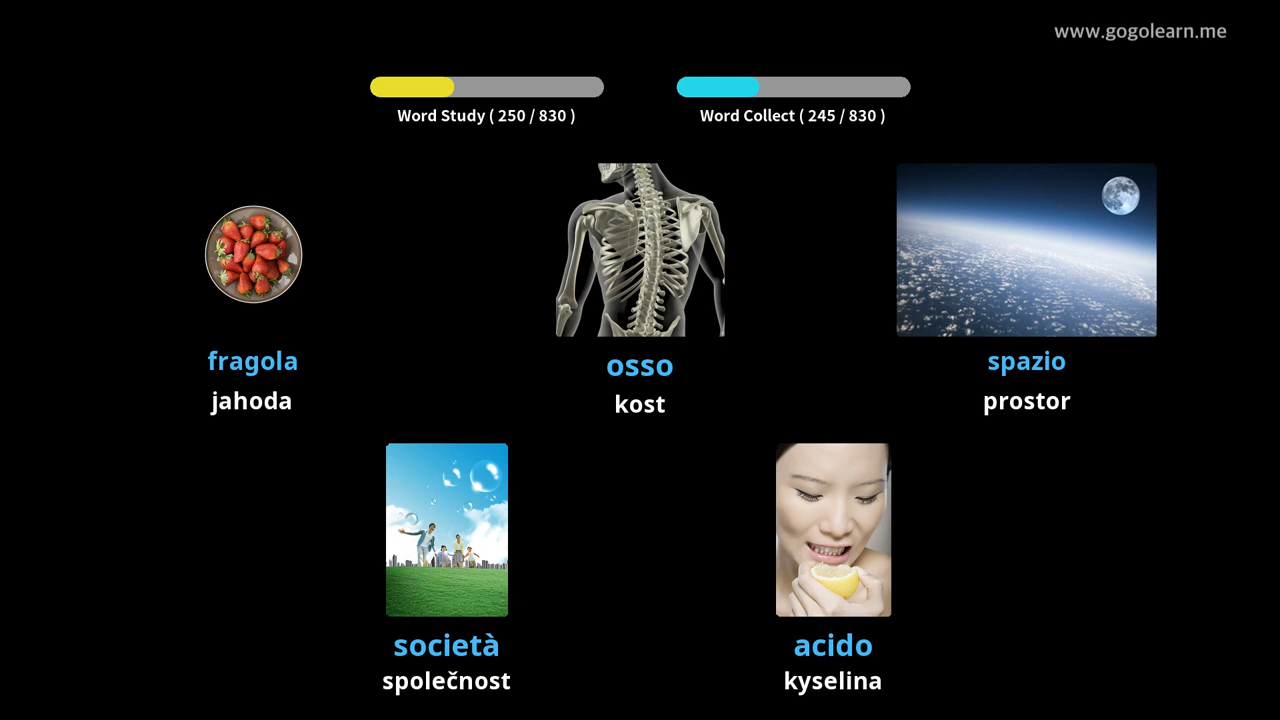 www.gogolearn.me
Word Study ( 250 / 830 )
Word Collect ( 245 / 830 )
fragola
jahoda
osso
kost
spazio
prostor
società
společnost
acido
kyselina